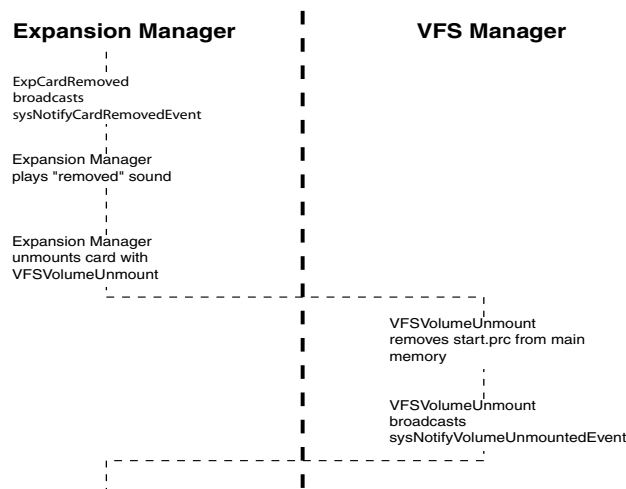 Expansion Manager
VFS Manager
ExpCardRemoved
broadcasts
sysNotifyCardRemovedEvent
Expansion Manager
plays "removed" sound
Expansion Manager
unmounts card with
VFSVolumeUnmount
VFSVolumeUnmount
removes start.prc from main
memory
VFSVolumeUnmount
broadcasts
sysNotifyVolumeUnmountedEvent